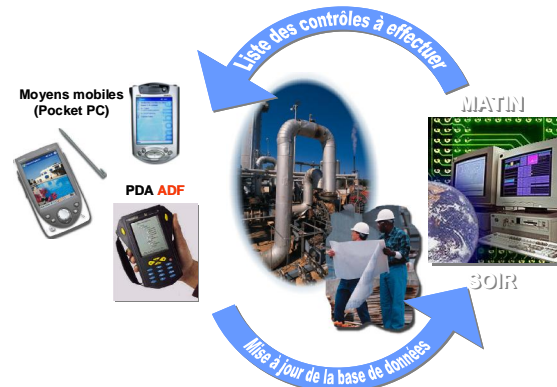 Liste des contrôles à effectuer
Moyens mobiles
(Pocket PC)
MATIN
PDA ADF
SOIR
Mise à jour de la base de données